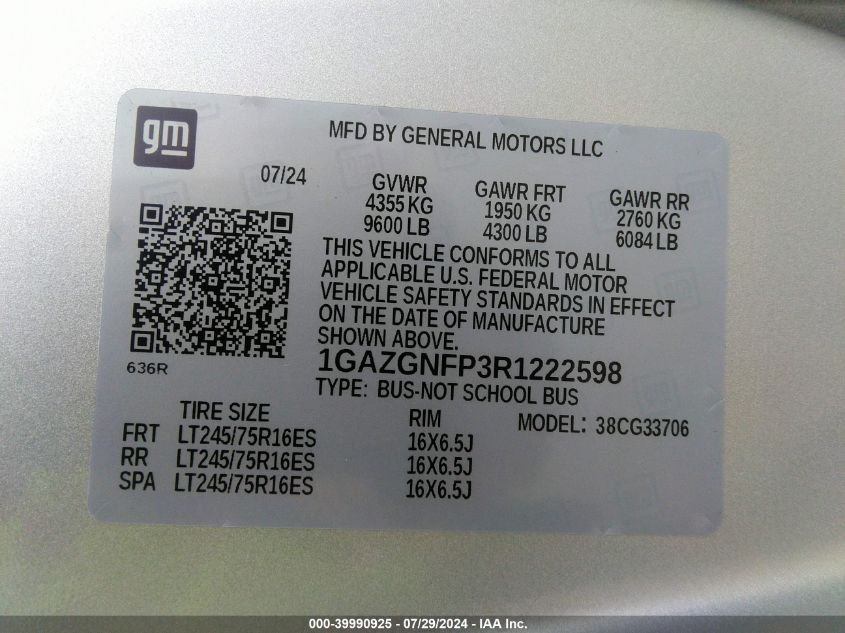 gm
MFD BY GENERAL MOTORS LLC
07/24
GVWR GAWR FRT GAWR RR
4355 KG 1950 KG 2760 KG
9600 LB 4300 LB 6084 LB
THIS VEHICLE CONFORMS TO ALL
APPLICABLE U.S. FEDERAL MOTOR
VEHICLE SAFETY STANDARDS IN EFFECT
ON THE DATE OF MANUFACTURE
SHOWN ABOVE.
636R
1GAZGNFP3R1222598
TYPE: BUS-NOT SCHOOL BUS
TIRE SIZE RIM MODEL: 38CG33706
FRT LT245/75R16ES 16X6.5J
RR LT245/75R16ES 16X6.5J
SPA LT245/75R16ES 16X6.5J
000-39990925 - 07/29/2024 - IAA Inc.